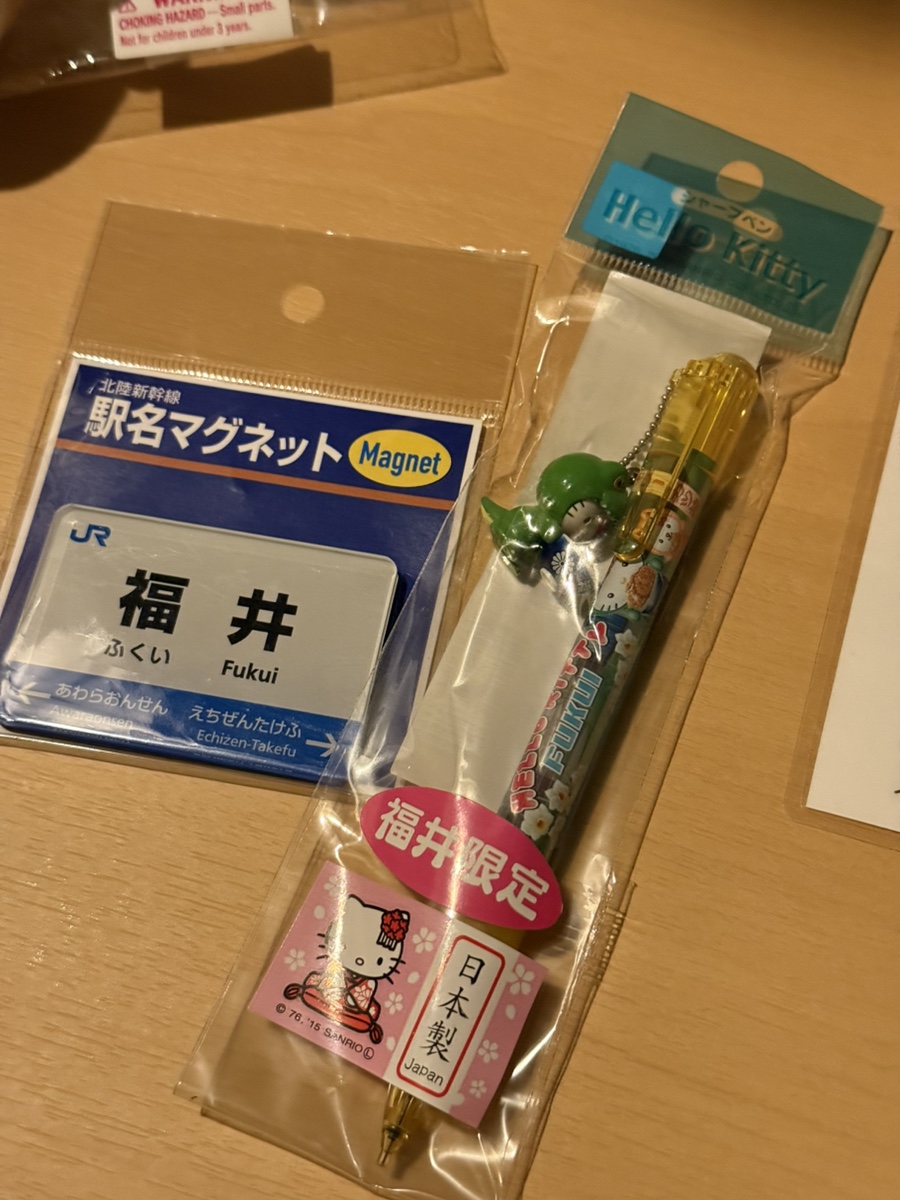 WARNING
CHOKING HAZARD — Small parts.
Not for children under 3 years.
シャープペン
Hello Kitty
北陸新幹線
駅名マグネット
Magnet
JR
福井
ふくい
Fukui
あわらおんせん
Awaraonsen
えちぜんたけふ
Echizen-Takefu
HELLO KITTY
FUKUI
福井限定
© 76, '15 SANRIO Ⓛ
日本製
Japan